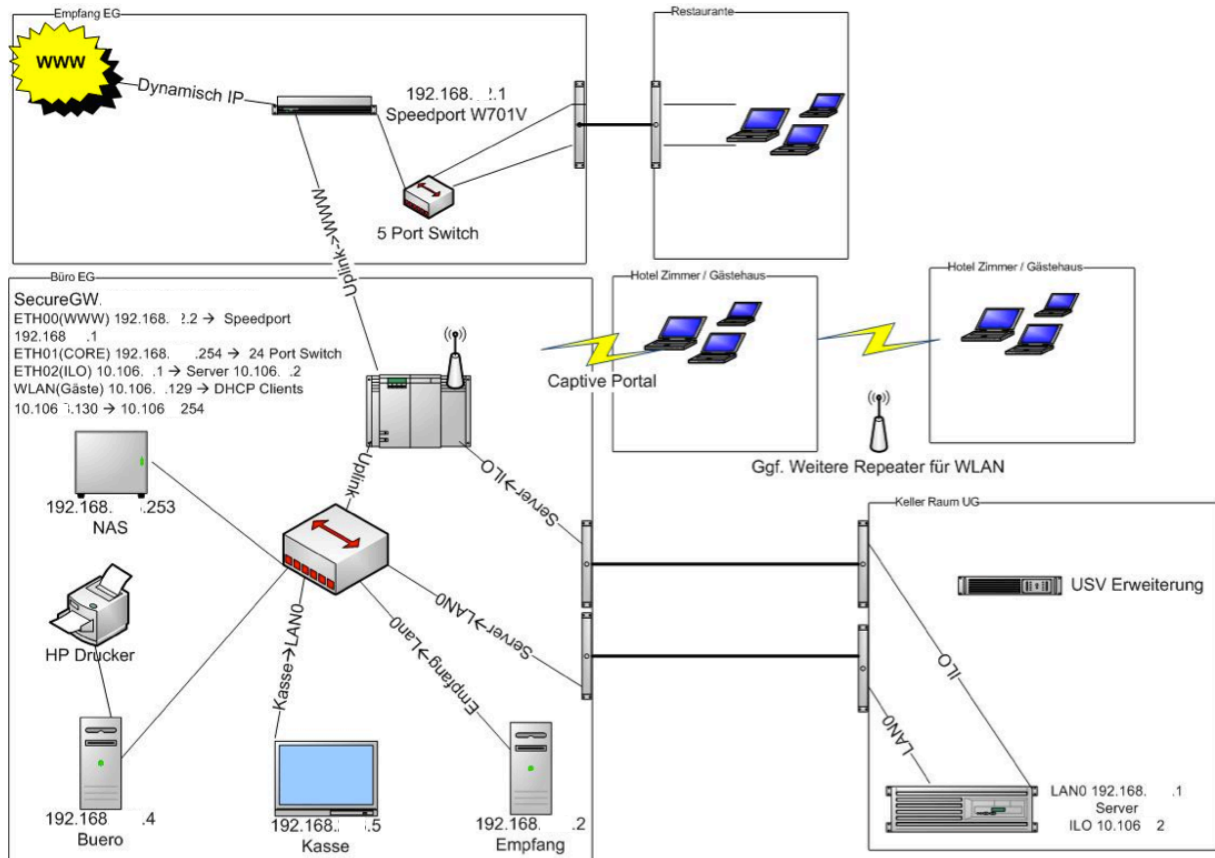 Empfang EG
WWW
Dynamisch IP
192.168. 2.1
Speedport W701V
5 Port Switch
Uplink->WWW
Restaurante
Büro EG
SecureGW.
ETH00(WWW) 192.168. 2.2 → Speedport
192.168 .1
ETH01(CORE) 192.168. .254 → 24 Port Switch
ETH02(ILO) 10.106. .1 → Server 10.106. .2
WLAN(Gäste) 10.106. .129 → DHCP Clients
10.106 .130 → 10.106 .254
Hotel Zimmer / Gästehaus
Captive Portal
Hotel Zimmer / Gästehaus
Ggf. Weitere Repeater für WLAN
Uplink
Server→ILO
192.168. .253
NAS
HP Drucker
Kasse→LAN0
Empfang→Lan0
Server→LAN0
192.168 .4
Buero
192.168. .5
Kasse
192.168. .2
Empfang
Keller Raum UG
USV Erweiterung
ILO
LAN0
LAN0 192.168. .1
Server
ILO 10.106 2